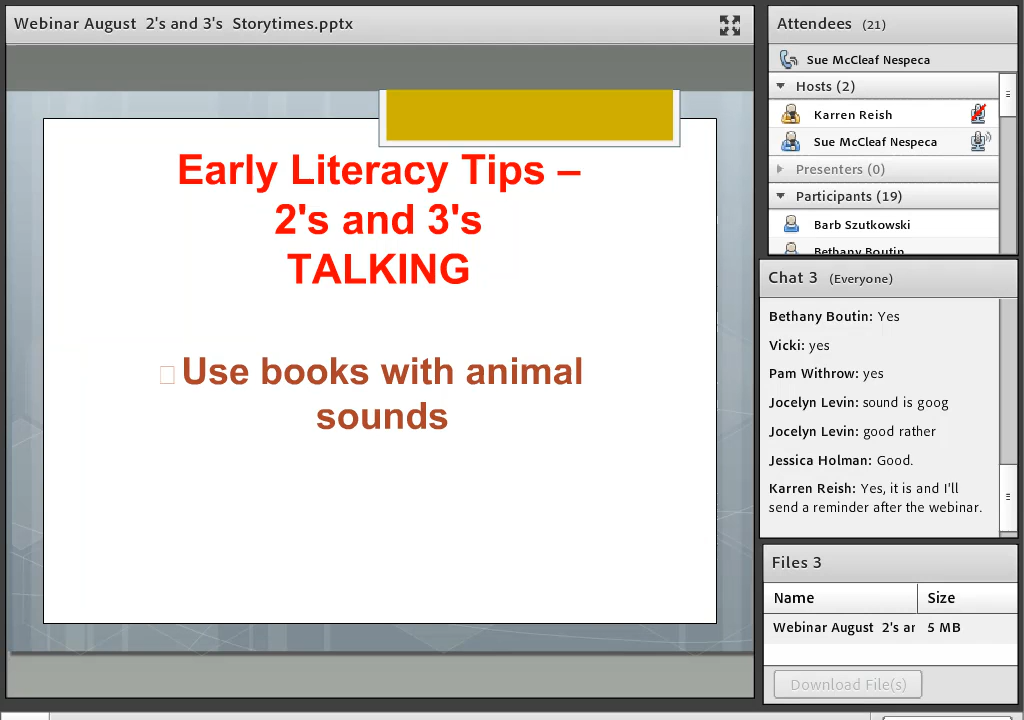 Webinar August  2's and 3's  Storytimes.pptx
Early Literacy Tips –
2's and 3's
TALKING
Use books with animal
sounds
Attendees (21)
Sue McCleaf Nespeca
Hosts (2)
Karren Reish
Sue McCleaf Nespeca
Presenters (0)
Participants (19)
Barb Szutkowski
Bethany Boutin
Chat 3 (Everyone)
Bethany Boutin: Yes
Vicki: yes
Pam Withrow: yes
Jocelyn Levin: sound is goog
Jocelyn Levin: good rather
Jessica Holman: Good.
Karren Reish: Yes, it is and I'll
send a reminder after the webinar.
Files 3
Name Size
Webinar August  2's ar 5 MB
Download File(s)